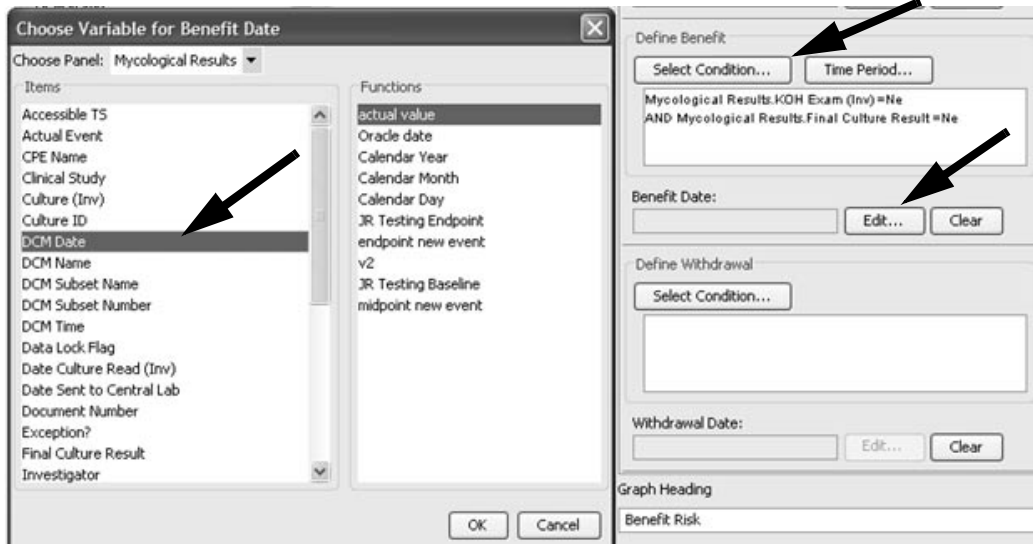 Choose Variable for Benefit Date
Choose Panel: Mycological Results
Items
Accessible TS
Actual Event
CPE Name
Clinical Study
Culture (Inv)
Culture ID
DCM Date
DCM Name
DCM Subset Name
DCM Subset Number
DCM Time
Data Lock Flag
Date Culture Read (Inv)
Date Sent to Central Lab
Document Number
Exception?
Final Culture Result
Investigator
Functions
actual value
Oracle date
Calendar Year
Calendar Month
Calendar Day
JR Testing Endpoint
endpoint new event
v2
JR Testing Baseline
midpoint new event
OK Cancel
Define Benefit
Select Condition... Time Period...
Mycological Results.KOH Exam (Inv)=Ne
AND Mycological Results.Final Culture Result=Ne
Benefit Date:
Edit... Clear
Define Withdrawal
Select Condition...
Withdrawal Date:
Edit... Clear
Graph Heading
Benefit Risk